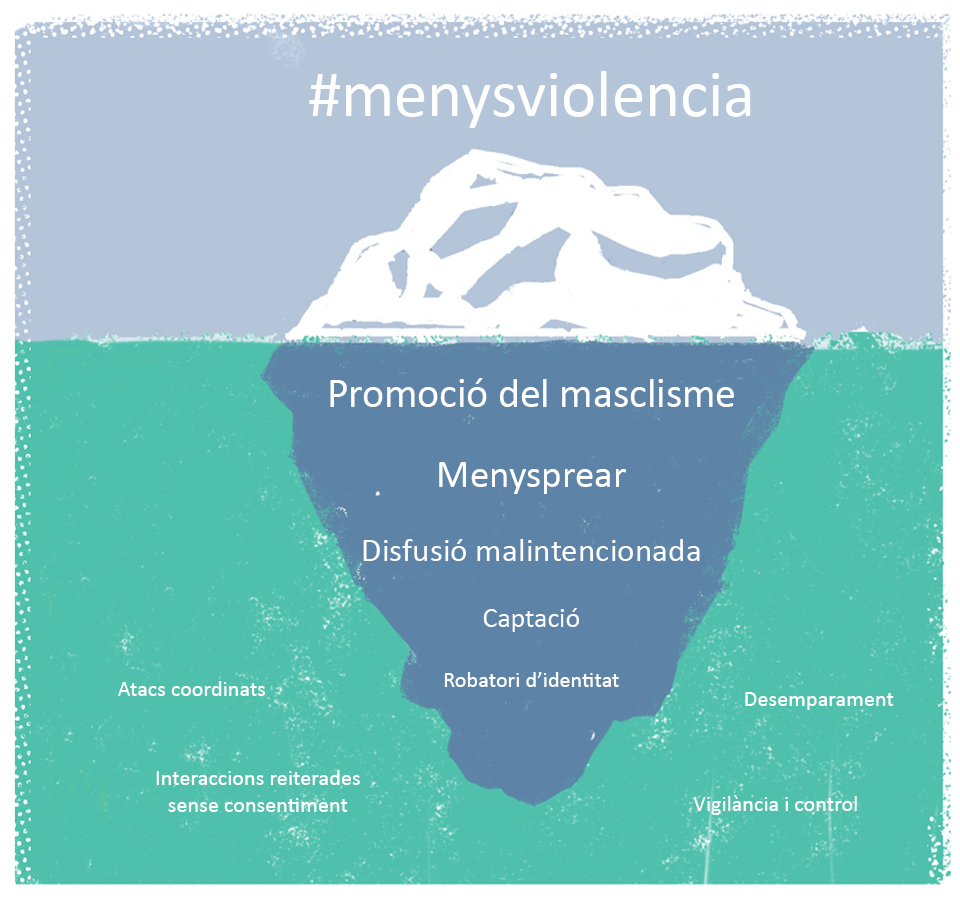 #menysviolencia
Promoció del masclisme
Menysprear
Disfusió malintencionada
Captació
Robatori d'identitat
Atacs coordinats
Desemparament
Interaccions reiterades
sense consentiment
Vigilància i control